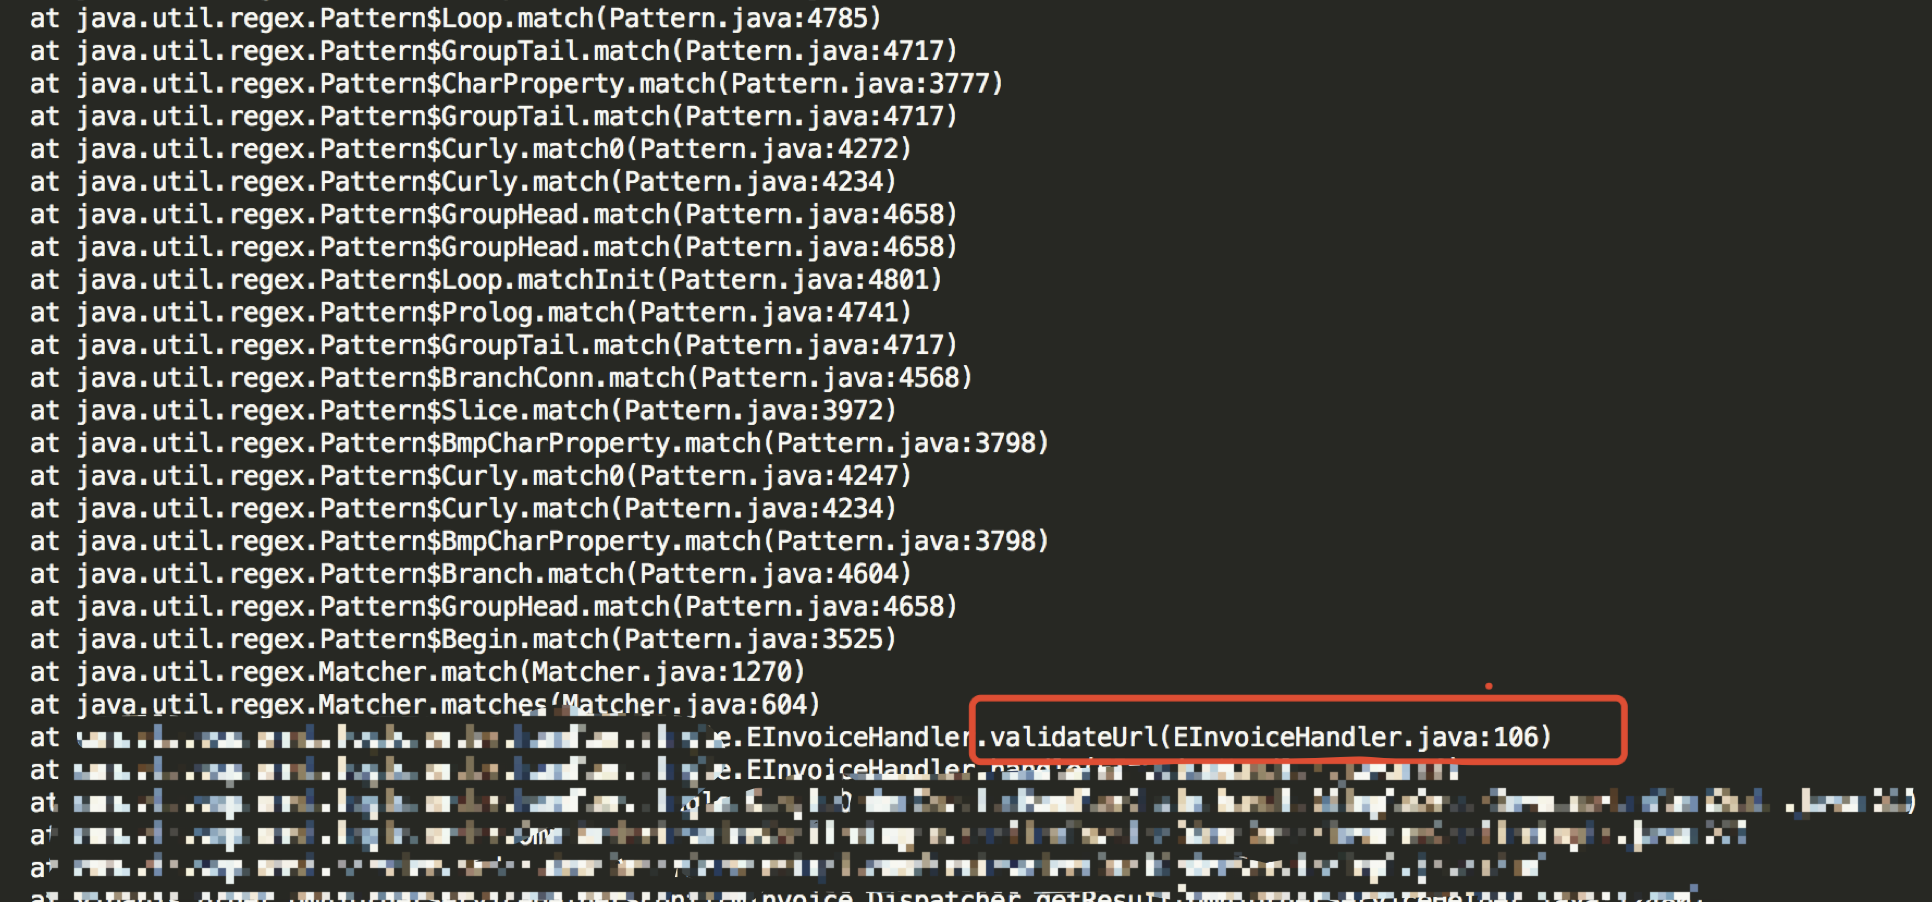 at java.util.regex.Pattern$Loop.match(Pattern.java:4785)
at java.util.regex.Pattern$GroupTail.match(Pattern.java:4717)
at java.util.regex.Pattern$CharProperty.match(Pattern.java:3777)
at java.util.regex.Pattern$GroupTail.match(Pattern.java:4717)
at java.util.regex.Pattern$Curly.match0(Pattern.java:4272)
at java.util.regex.Pattern$Curly.match(Pattern.java:4234)
at java.util.regex.Pattern$GroupHead.match(Pattern.java:4658)
at java.util.regex.Pattern$GroupHead.match(Pattern.java:4658)
at java.util.regex.Pattern$Loop.matchInit(Pattern.java:4801)
at java.util.regex.Pattern$Prolog.match(Pattern.java:4741)
at java.util.regex.Pattern$GroupTail.match(Pattern.java:4717)
at java.util.regex.Pattern$BranchConn.match(Pattern.java:4568)
at java.util.regex.Pattern$Slice.match(Pattern.java:3972)
at java.util.regex.Pattern$BmpCharProperty.match(Pattern.java:3798)
at java.util.regex.Pattern$Curly.match0(Pattern.java:4247)
at java.util.regex.Pattern$Curly.match(Pattern.java:4234)
at java.util.regex.Pattern$BmpCharProperty.match(Pattern.java:3798)
at java.util.regex.Pattern$Branch.match(Pattern.java:4604)
at java.util.regex.Pattern$GroupHead.match(Pattern.java:4658)
at java.util.regex.Pattern$Begin.match(Pattern.java:3525)
at java.util.regex.Matcher.match(Matcher.java:1270)
at java.util.regex.Matcher.matches(Matcher.java:604)
at e.EInvoiceHandler.validateUrl(EInvoiceHandler.java:106)
at e.EInvoiceHandler.handle(
at
at
at
at Dispatcher.getResult